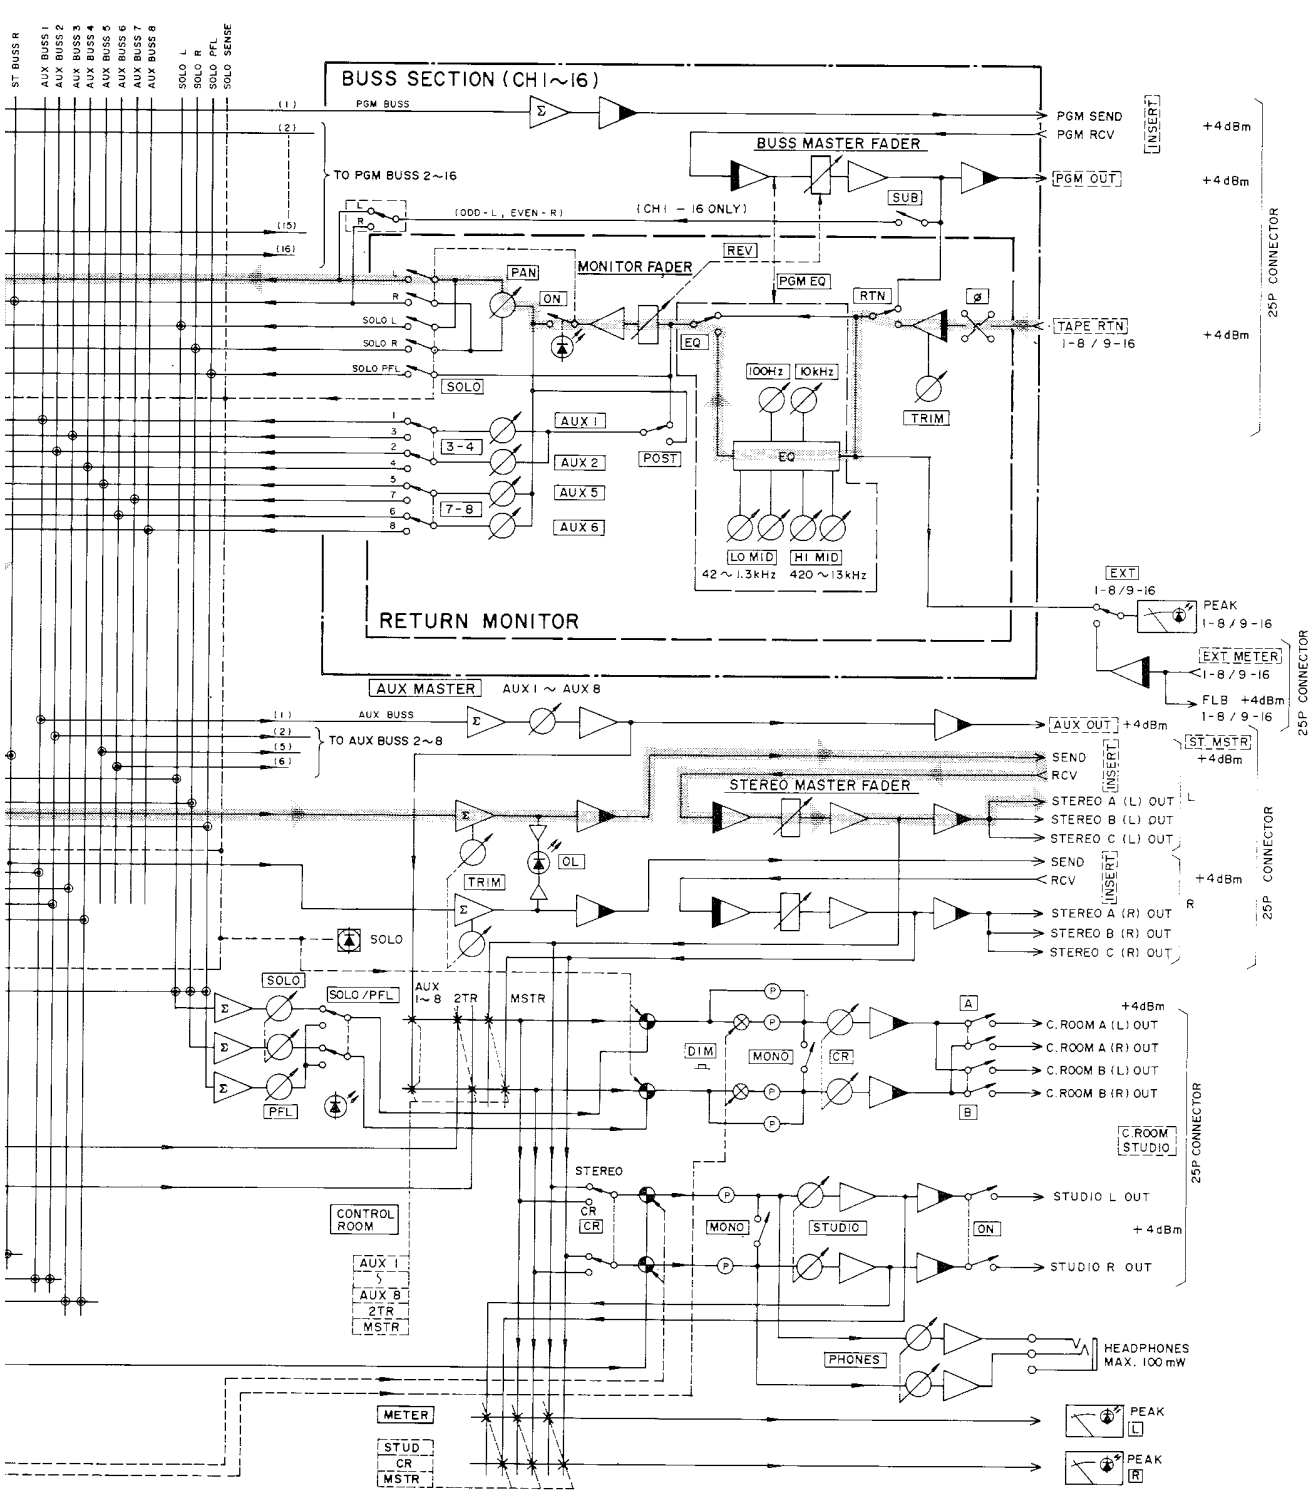 ST BUSS R
AUX BUSS 1
AUX BUSS 2
AUX BUSS 3
AUX BUSS 4
AUX BUSS 5
AUX BUSS 6
AUX BUSS 7
AUX BUSS 8
SOLO L
SOLO R
SOLO PFL
SOLO SENSE
BUSS SECTION (CH1~16)
(1)
PGM BUSS
Σ
PGM SEND
PGM RCV
INSERT
+4dBm
(2)
BUSS MASTER FADER
TO PGM BUSS 2~16
PGM OUT
+4dBm
SUB
L
R
(ODD-L, EVEN-R)
(CH1 - 16 ONLY)
(15)
(16)
25P CONNECTOR
REV
L
PAN
MONITOR FADER
PGM EQ
R
ON
RTN
Ø
SOLO L
TAPE RTN
1-8 / 9-16
+4dBm
SOLO R
EQ
SOLO PFL
SOLO
100Hz
10kHz
TRIM
1
3
2
4
3-4
AUX 1
AUX 2
POST
EQ
5
7
6
8
7-8
AUX 5
AUX 6
LO MID
HI MID
42~1.3kHz
420~13kHz
EXT
1-8/9-16
PEAK
1-8/9-16
RETURN MONITOR
EXT METER
1-8/9-16
FLB +4dBm
1-8/9-16
25P CONNECTOR
AUX MASTER
AUX 1 ~ AUX 8
(1)
AUX BUSS
Σ
AUX OUT
+4dBm
(2)
(5)
(6)
TO AUX BUSS 2~8
ST. MSTR
+4dBm
SEND
RCV
INSERT
STEREO MASTER FADER
STEREO A (L) OUT
STEREO B (L) OUT
STEREO C (L) OUT
L
Σ
OL
TRIM
Σ
SEND
RCV
INSERT
+4dBm
R
25P CONNECTOR
STEREO A (R) OUT
STEREO B (R) OUT
STEREO C (R) OUT
SOLO
SOLO
SOLO/PFL
AUX
1~8
2TR
MSTR
P
A
+4dBm
Σ
P
C.ROOM A (L) OUT
Σ
DIM
MONO
CR
C.ROOM A (R) OUT
C.ROOM B (L) OUT
Σ
P
C.ROOM B (R) OUT
PFL
P
B
C.ROOM
STUDIO
25P CONNECTOR
STEREO
P
STUDIO L OUT
CR
CR
MONO
STUDIO
ON
+4dBm
CONTROL
ROOM
P
STUDIO R OUT
AUX 1
AUX 8
2TR
MSTR
PHONES
HEADPHONES
MAX. 100mW
METER
PEAK
L
STUD
CR
MSTR
PEAK
R